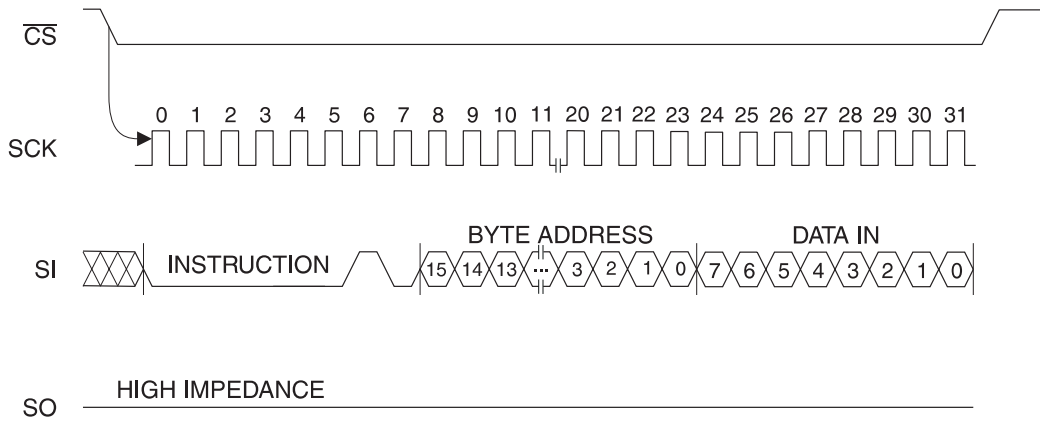 CS
0 1 2 3 4 5 6 7 8 9 10 11 20 21 22 23 24 25 26 27 28 29 30 31
SCK
BYTE ADDRESS DATA IN
SI INSTRUCTION 15 14 13 ... 3 2 1 0 7 6 5 4 3 2 1 0
HIGH IMPEDANCE
SO